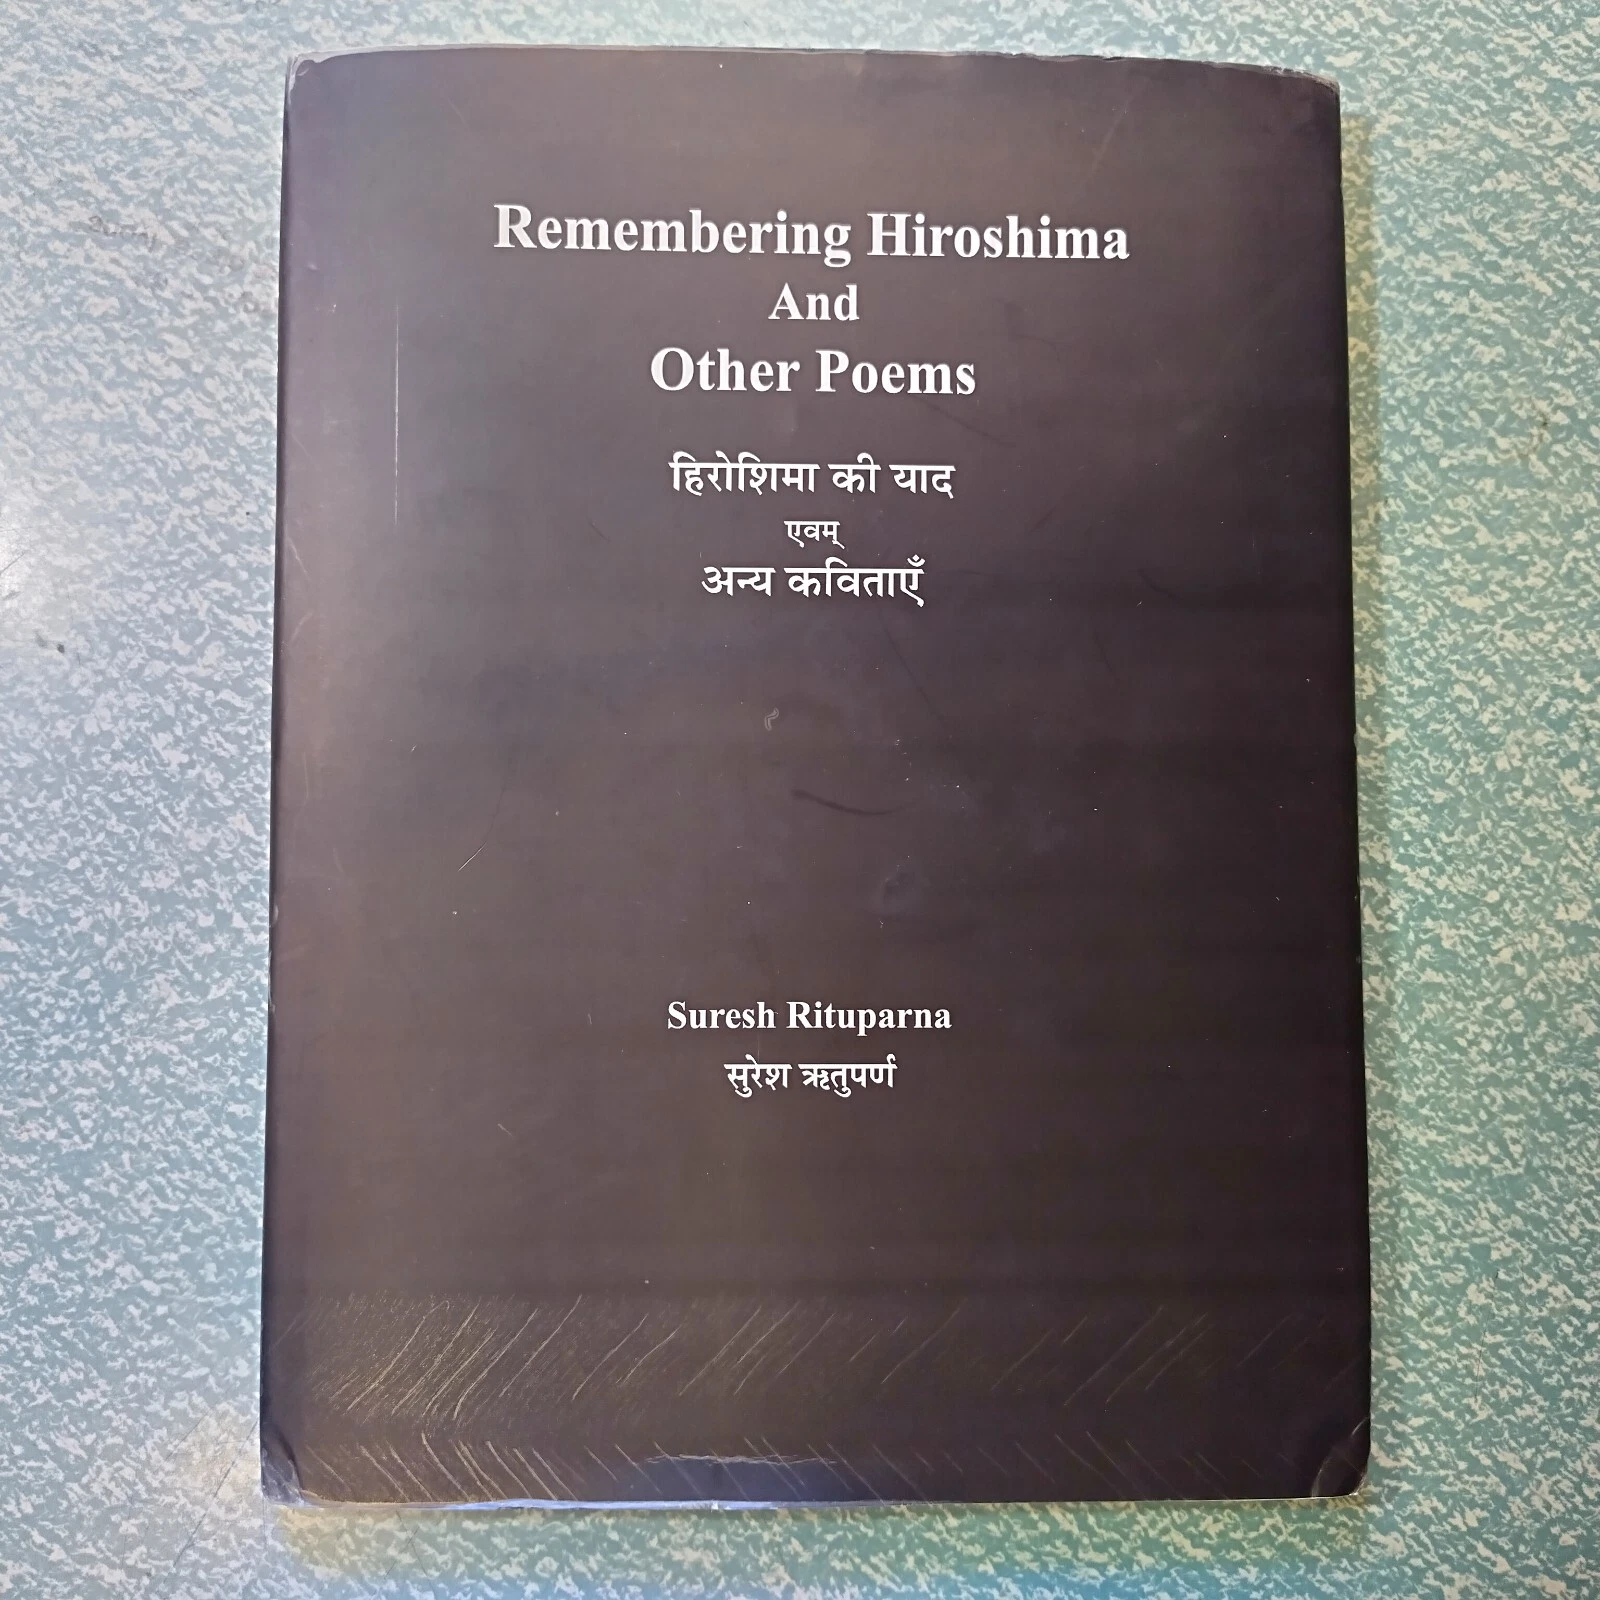 Remembering Hiroshima
And
Other Poems
हिरोशिमा की याद
एवम्
अन्य कविताएँ
Suresh Rituparna
सुरेश ऋतुपर्ण